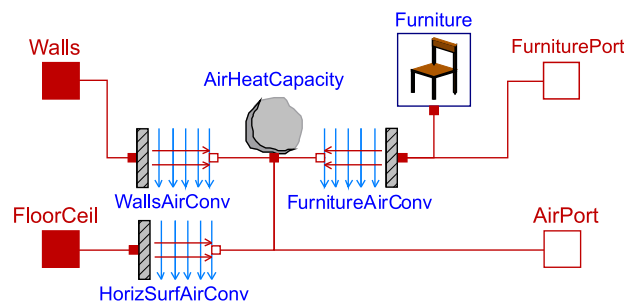 Furniture
Walls
FurniturePort
AirHeatCapacity
WallsAirConv
FurnitureAirConv
FloorCeil
AirPort
HorizSurfAirConv